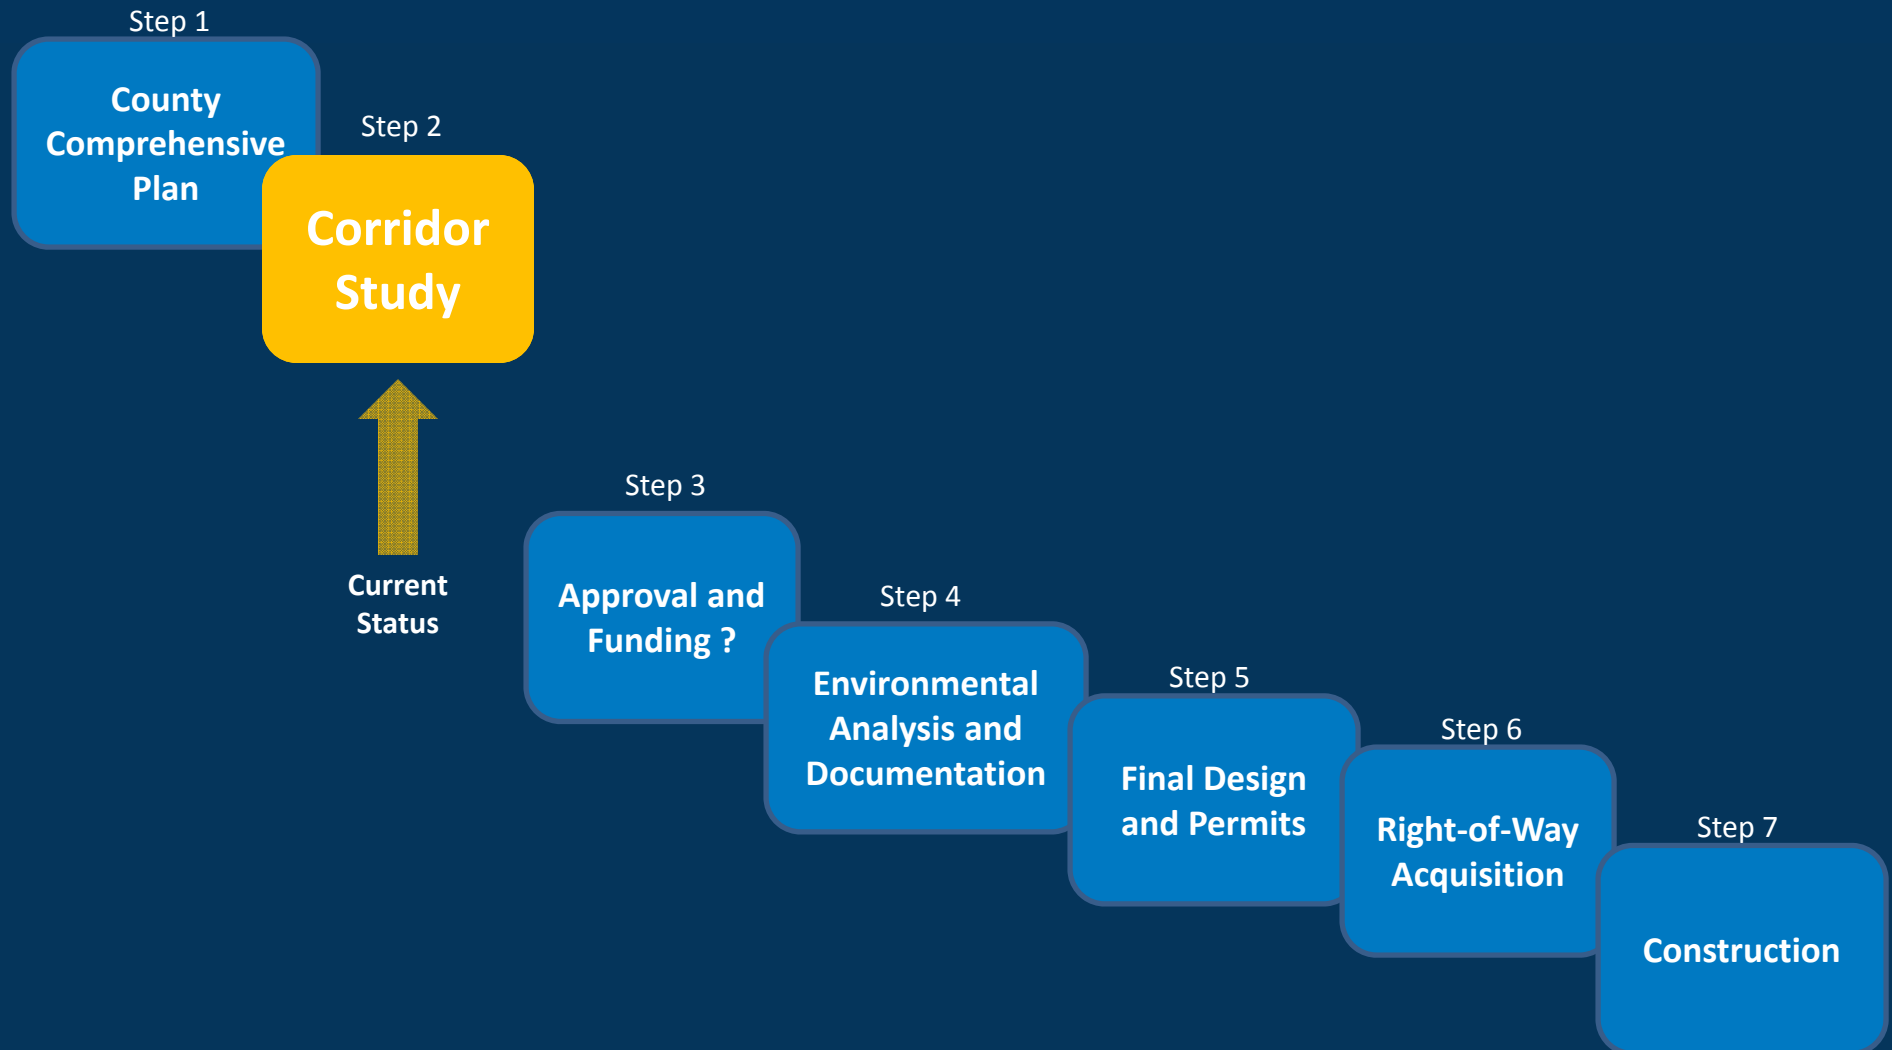 Step 1
County
Comprehensive
Plan
Step 2
Corridor
Study
Current
Status
Step 3
Approval and
Funding ?
Step 4
Environmental
Analysis and
Documentation
Step 5
Final Design
and Permits
Step 6
Right-of-Way
Acquisition
Step 7
Construction